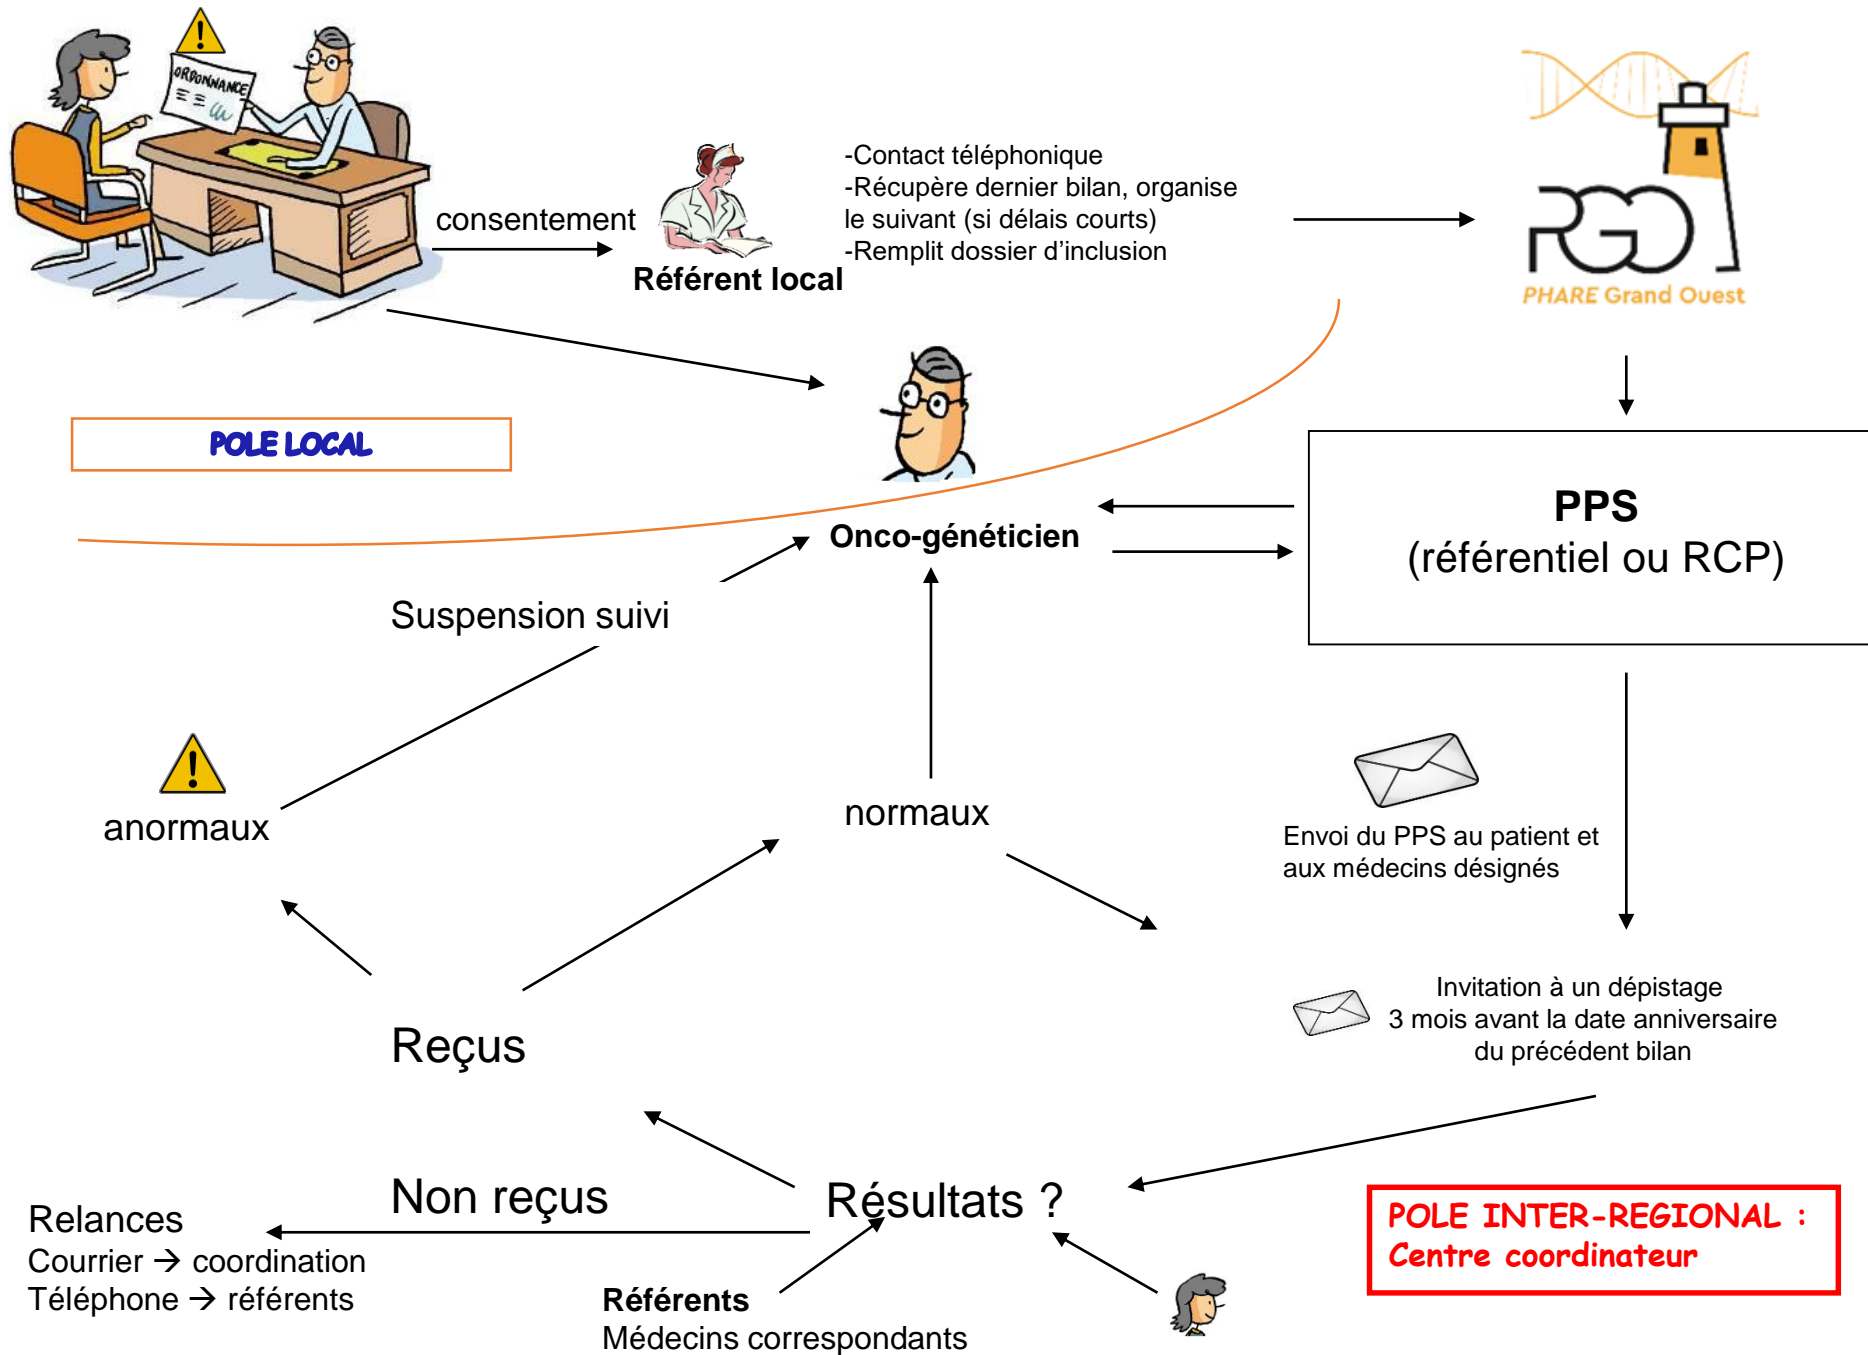 ORDONNANCE
consentement
Référent local
-Contact téléphonique
-Récupère dernier bilan, organise
le suivant (si délais courts)
-Remplit dossier d’inclusion
PGO
PHARE Grand Ouest
POLE LOCAL
Onco-généticien
PPS
(référentiel ou RCP)
Suspension suivi
anormaux
normaux
Envoi du PPS au patient et
aux médecins désignés
Invitation à un dépistage
3 mois avant la date anniversaire
du précédent bilan
Reçus
Non reçus
Résultats ?
Relances
Courrier → coordination
Téléphone → référents
Référents
Médecins correspondants
POLE INTER-REGIONAL :
Centre coordinateur